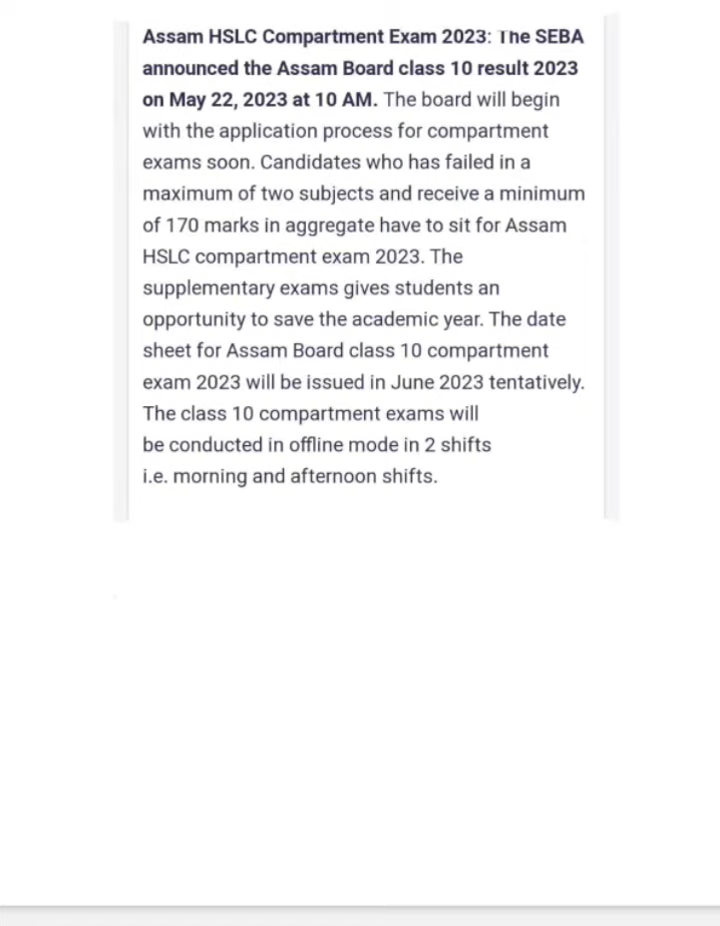 Assam HSLC Compartment Exam 2023: The SEBA
announced the Assam Board class 10 result 2023
on May 22, 2023 at 10 AM. The board will begin
with the application process for compartment
exams soon. Candidates who has failed in a
maximum of two subjects and receive a minimum
of 170 marks in aggregate have to sit for Assam
HSLC compartment exam 2023. The
supplementary exams gives students an
opportunity to save the academic year. The date
sheet for Assam Board class 10 compartment
exam 2023 will be issued in June 2023 tentatively.
The class 10 compartment exams will
be conducted in offline mode in 2 shifts
i.e. morning and afternoon shifts.